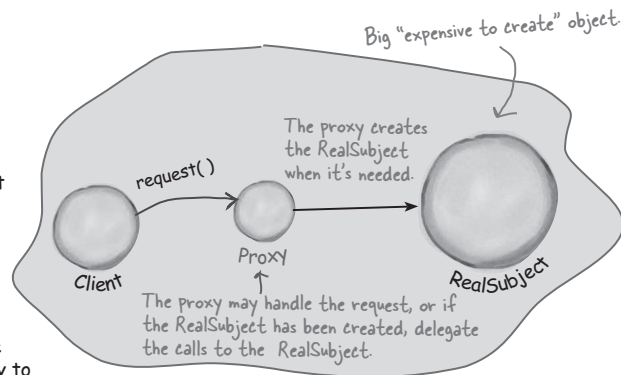 Big "expensive to create" object.
The proxy creates
the RealSubject
when it's needed.
request()
Client
Proxy
RealSubject
The proxy may handle the request, or if
the RealSubject has been created, delegate
the calls to the RealSubject.
y to